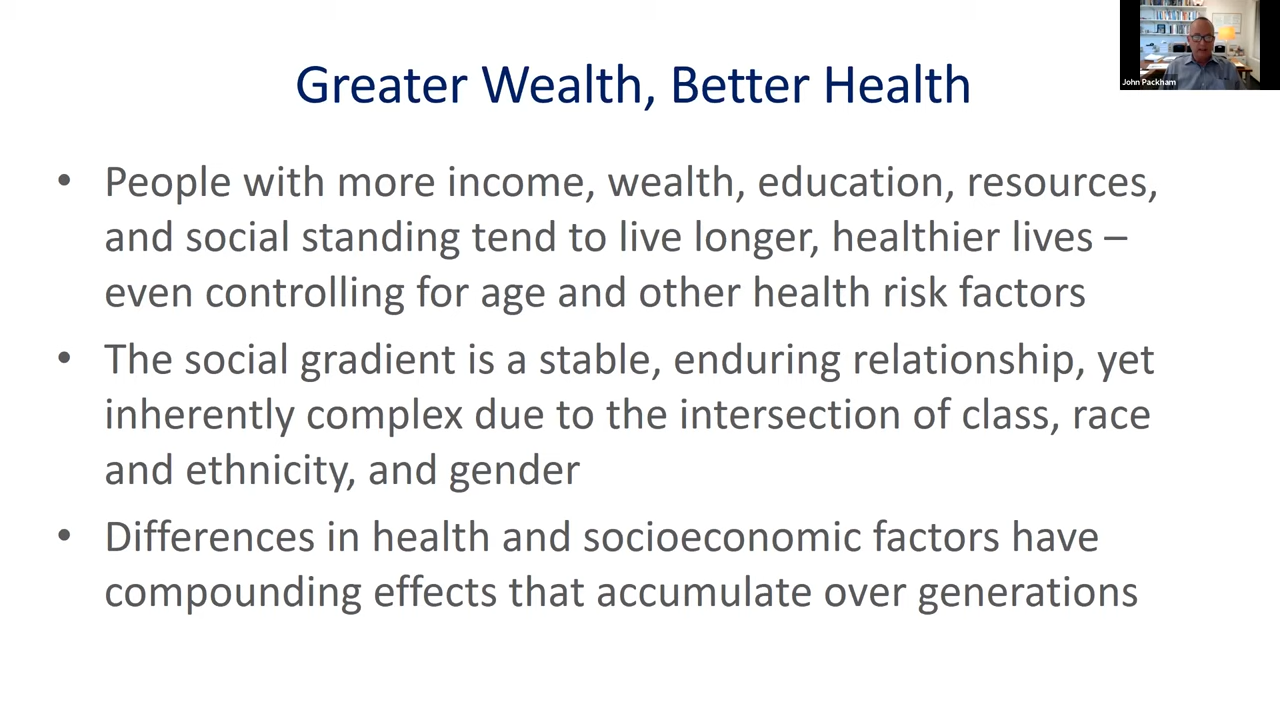 Greater Wealth, Better Health
John Packham
• People with more income, wealth, education, resources,
and social standing tend to live longer, healthier lives –
even controlling for age and other health risk factors
• The social gradient is a stable, enduring relationship, yet
inherently complex due to the intersection of class, race
and ethnicity, and gender
• Differences in health and socioeconomic factors have
compounding effects that accumulate over generations